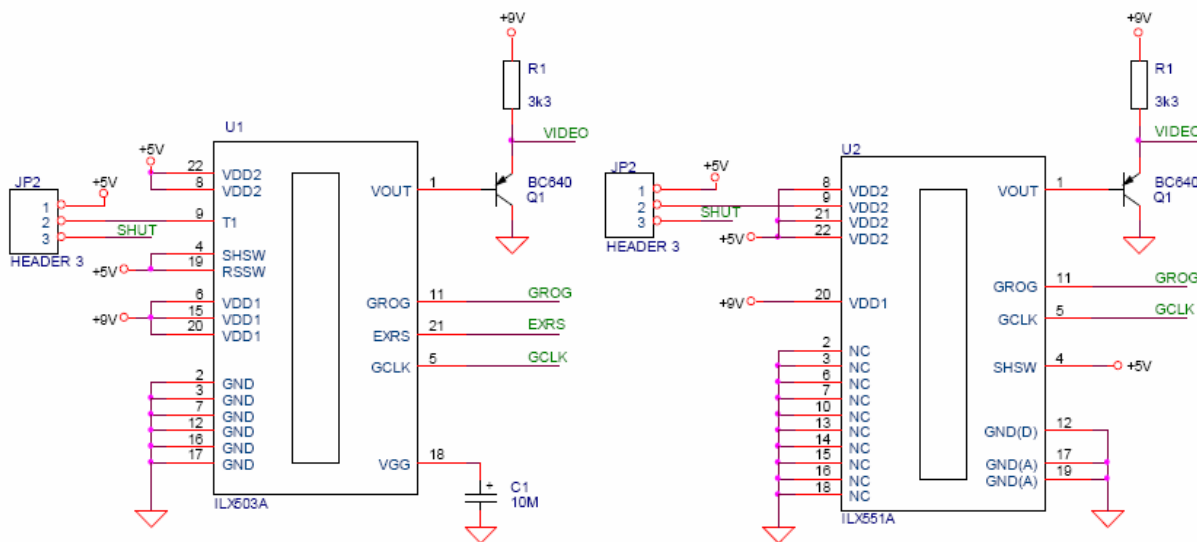 +9V
R1
3k3
VIDEO
U1
+5V
22 VDD2
8 VDD2
JP2
+5V
1
2
3
SHUT
HEADER 3
9 T1
4 SHSW
19 RSSW
+5V
6 VDD1
15 VDD1
20 VDD1
+9V
2 GND
3 GND
7 GND
12 GND
16 GND
17 GND
VOUT 1
BC640
Q1
GROG 11 GROG
EXRS 21 EXRS
GCLK 5 GCLK
VGG 18
C1
10M
+
ILX503A
+9V
R1
3k3
VIDEO
U2
JP2
+5V
1
2
3
SHUT
HEADER 3
8 VDD2
9 VDD2
21 VDD2
22 VDD2
+5V
+9V
20 VDD1
2 NC
3 NC
6 NC
7 NC
10 NC
13 NC
14 NC
15 NC
16 NC
18 NC
VOUT 1
BC640
Q1
GROG 11 GROG
GCLK 5 GCLK
SHSW 4 +5V
GND(D) 12
GND(A) 17
GND(A) 19
ILX551A